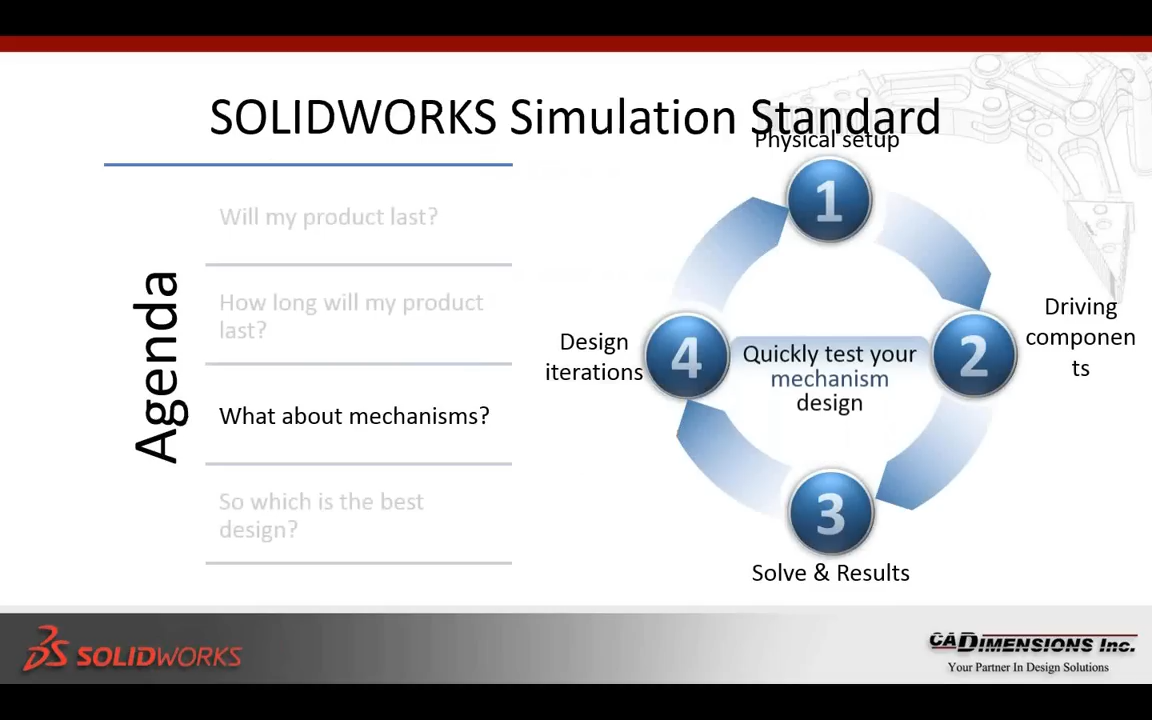 SOLIDWORKS Simulation Standard
Agenda
Will my product last?
How long will my product
last?
What about mechanisms?
So which is the best
design?
Physical setup
1
Driving
componen
ts
2
Solve & Results
3
Design
iterations
4
Quickly test your
mechanism
design
SOLIDWORKS
CADIMENSIONS INC.
Your Partner In Design Solutions